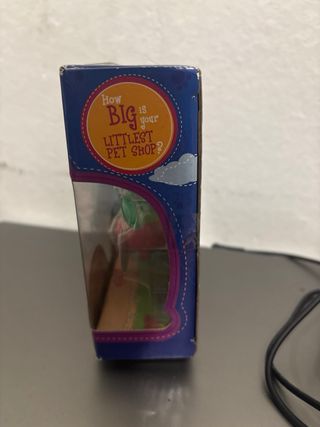 How
BIG is
your
LITTLEST
PET SHOP?